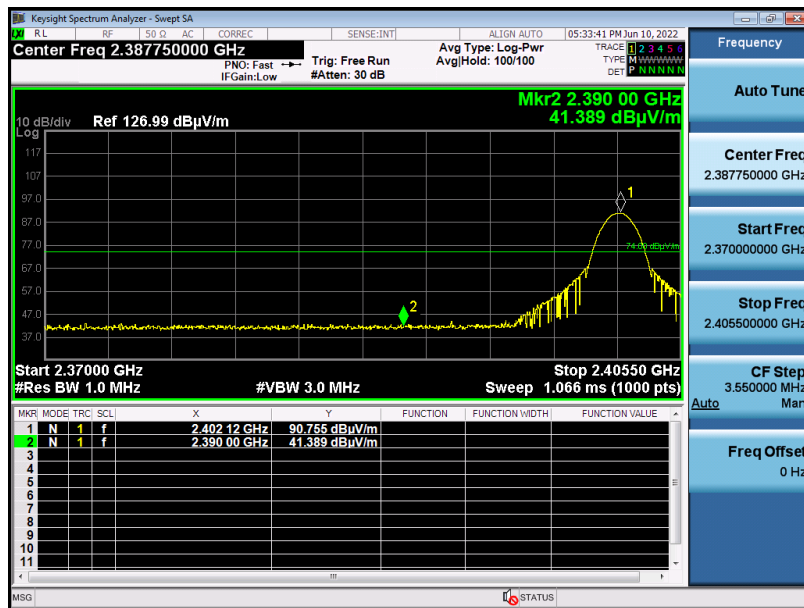 Keysight Spectrum Analyzer - Swept SA
LXI RL RF 50 Ω AC CORREC SENSE:INT ALIGN AUTO 05:33:41 PM Jun 10, 2022
Center Freq 2.387750000 GHz
PNO: Fast
IFGain:Low
Trig: Free Run
#Atten: 30 dB
Avg Type: Log-Pwr
Avg|Hold: 100/100
TRACE 1 2 3 4 5 6
TYPE M WWWWW
DET P N N N N N
Mkr2 2.390 00 GHz
41.389 dBµV/m
10 dB/div Ref 126.99 dBµV/m
Log
117
107
97.0
87.0
77.0
67.0
57.0
47.0
37.0
1
74.00 dBµV/m
2
Start 2.37000 GHz Stop 2.40550 GHz
#Res BW 1.0 MHz #VBW 3.0 MHz Sweep 1.066 ms (1000 pts)
MKR MODE TRC SCL X Y FUNCTION FUNCTION WIDTH FUNCTION VALUE
1 N 1 f 2.402 12 GHz 90.755 dBµV/m
2 N 1 f 2.390 00 GHz 41.389 dBµV/m
3
4
5
6
7
8
9
10
11
MSG STATUS
Frequency
Auto Tune
Center Freq
2.387750000 GHz
Start Freq
2.370000000 GHz
Stop Freq
2.405500000 GHz
CF Step
3.550000 MHz
Auto Man
Freq Offset
0 Hz